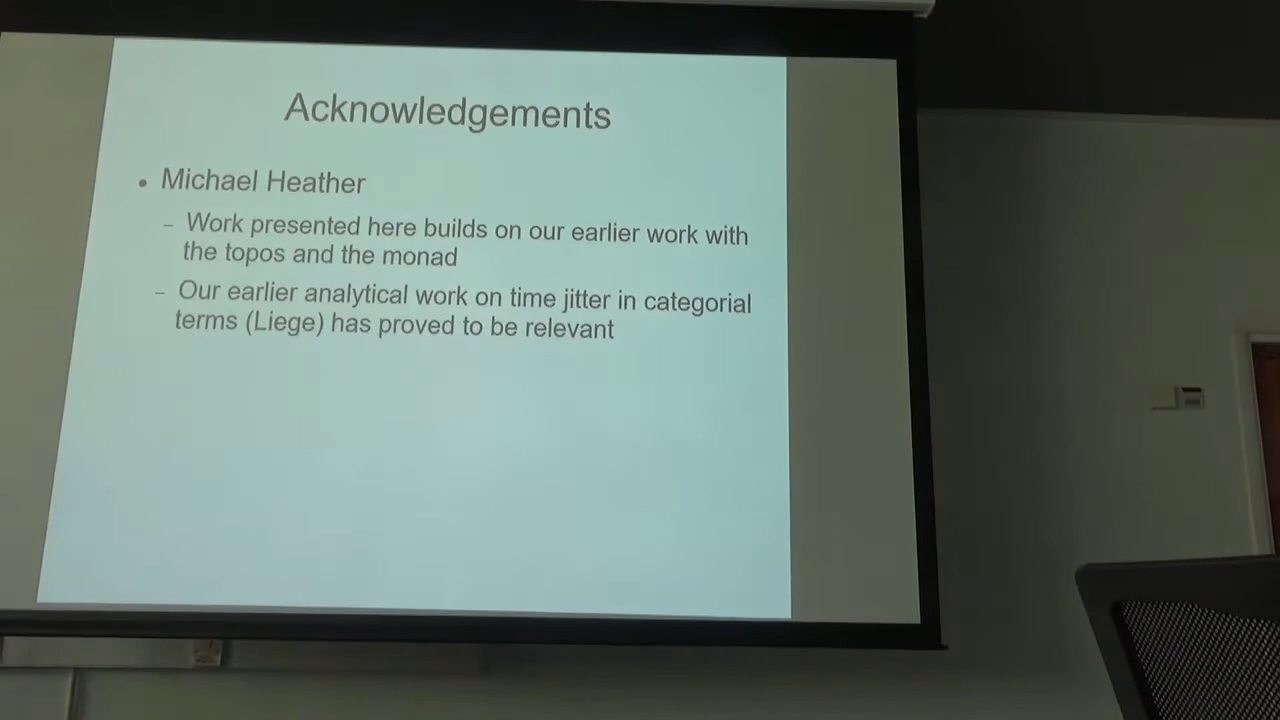 Acknowledgements
• Michael Heather
– Work presented here builds on our earlier work with
the topos and the monad
– Our earlier analytical work on time jitter in categorial
terms (Liege) has proved to be relevant